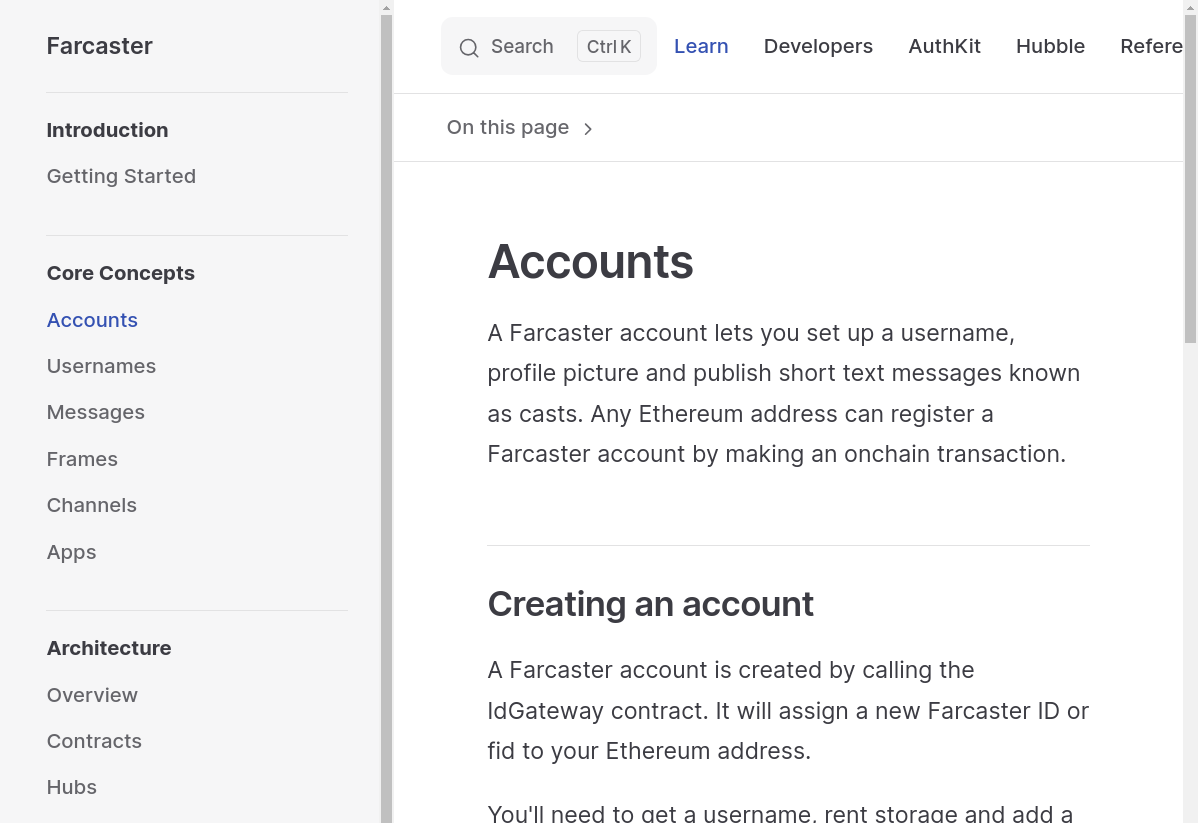 Farcaster
Introduction
Getting Started
Core Concepts
Accounts
Usernames
Messages
Frames
Channels
Apps
Architecture
Overview
Contracts
Hubs
Search Ctrl K
Learn Developers AuthKit Hubble Refere
On this page
Accounts
A Farcaster account lets you set up a username,
profile picture and publish short text messages known
as casts. Any Ethereum address can register a
Farcaster account by making an onchain transaction.
Creating an account
A Farcaster account is created by calling the
IdGateway contract. It will assign a new Farcaster ID or
fid to your Ethereum address.
You'll need to get a username, rent storage and add a